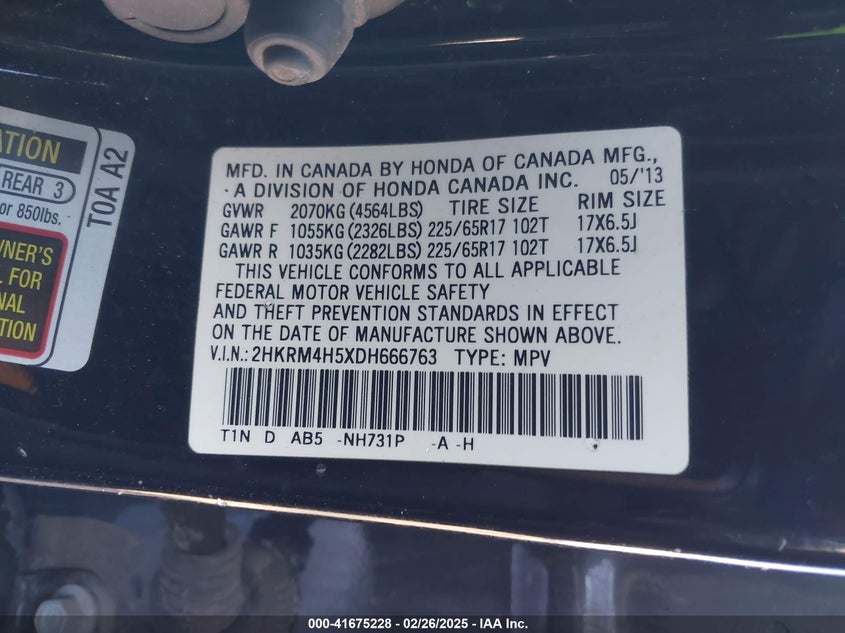 ATION
REAR 3
or 850lbs.
T0A A2
WNER'S
L FOR
NAL
TION
MFD. IN CANADA BY HONDA OF CANADA MFG.,
A DIVISION OF HONDA CANADA INC. 05/'13
GVWR 2070KG (4564LBS) TIRE SIZE RIM SIZE
GAWR F 1055KG (2326LBS) 225/65R17 102T 17X6.5J
GAWR R 1035KG (2282LBS) 225/65R17 102T 17X6.5J
THIS VEHICLE CONFORMS TO ALL APPLICABLE
FEDERAL MOTOR VEHICLE SAFETY
AND THEFT PREVENTION STANDARDS IN EFFECT
ON THE DATE OF MANUFACTURE SHOWN ABOVE.
V.I.N.: 2HKRM4H5XDH666763 TYPE: MPV
T1N D AB5 -NH731P -A -H
000-41675228 - 02/26/2025 - IAA Inc.